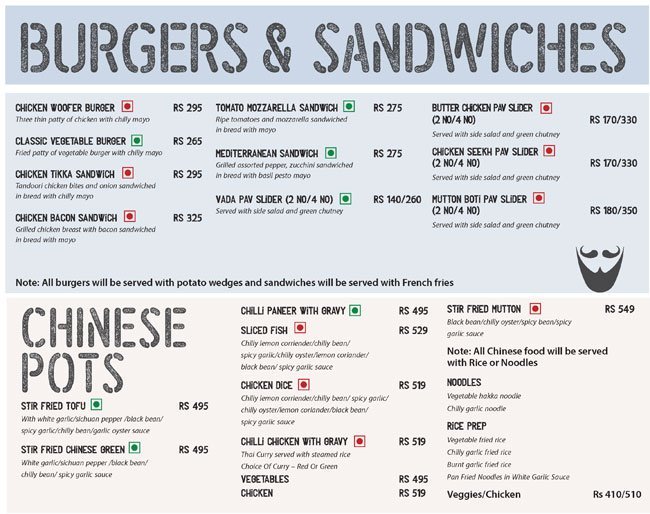 BURGERS & SANDWICHES
CHICKEN WOOFER BURGER RS 295
Three thin patty of chicken with chilly mayo
CLASSIC VEGETABLE BURGER RS 265
Fried patty of vegetable burger with chilly mayo
CHICKEN TIKKA SANDWICH RS 295
Tandoori chicken bites and onion sandwiched
in bread with chilly mayo
CHICKEN BACON SANDWICH RS 325
Grilled chicken breast with bacon sandwiched
in bread with mayo
TOMATO MOZZARELLA SANDWICH RS 275
Ripe tomatoes and mozzarella sandwiched
in bread with mayo
MEDITERRANEAN SANDWICH RS 275
Grilled assorted pepper, zucchini sandwiched
in bread with basil pesto mayo
VADA PAV SLIDER (2 NO/4 NO) RS 140/260
Served with side salad and green chutney
BUTTER CHICKEN PAV SLIDER
(2 NO/4 NO) RS 170/330
Served with side salad and green chutney
CHICKEN SEEKH PAV SLIDER
(2 NO/4 NO) RS 170/330
Served with side salad and green chutney
MUTTON BOTI PAV SLIDER
(2 NO/4 NO) RS 180/350
Served with side salad and green chutney
Note: All burgers will be served with potato wedges and sandwiches will be served with French fries
CHINESE
POTS
STIR FRIED TOFU RS 495
With white garlic/sichuan pepper /black bean/
spicy garlic/chilly bean/garlic oyster sauce
STIR FRIED CHINESE GREEN RS 495
White garlic/sichuan pepper /black bean/
chilly bean/ spicy garlic sauce
CHILLI PANEER WITH GRAVY RS 495
SLICED FISH RS 529
Chilly lemon corriender/chilly bean/
spicy garlic/chilly oyster/lemon coriander/
black bean/ spicy garlic sauce
CHICKEN DICE RS 519
Chilly lemon corriender/chilly bean/ spicy garlic/
chilly oyster/lemon coriander/black bean/
spicy garlic sauce
CHILLI CHICKEN WITH GRAVY RS 519
Thai Curry served with steamed rice
Choice Of Curry – Red Or Green
VEGETABLES RS 495
CHICKEN RS 519
STIR FRIED MUTTON RS 549
Black bean/chilly oyster/spicy bean/spicy
garlic sauce
Note: All Chinese food will be served
with Rice or Noodles
NOODLES
Vegetable hakka noodle
Chilly garlic noodle
RICE PREP
Vegetable fried rice
Chilly garlic fried rice
Burnt garlic fried rice
Pan Fried Noodles in White Garlic Sauce
Veggies/Chicken Rs 410/510